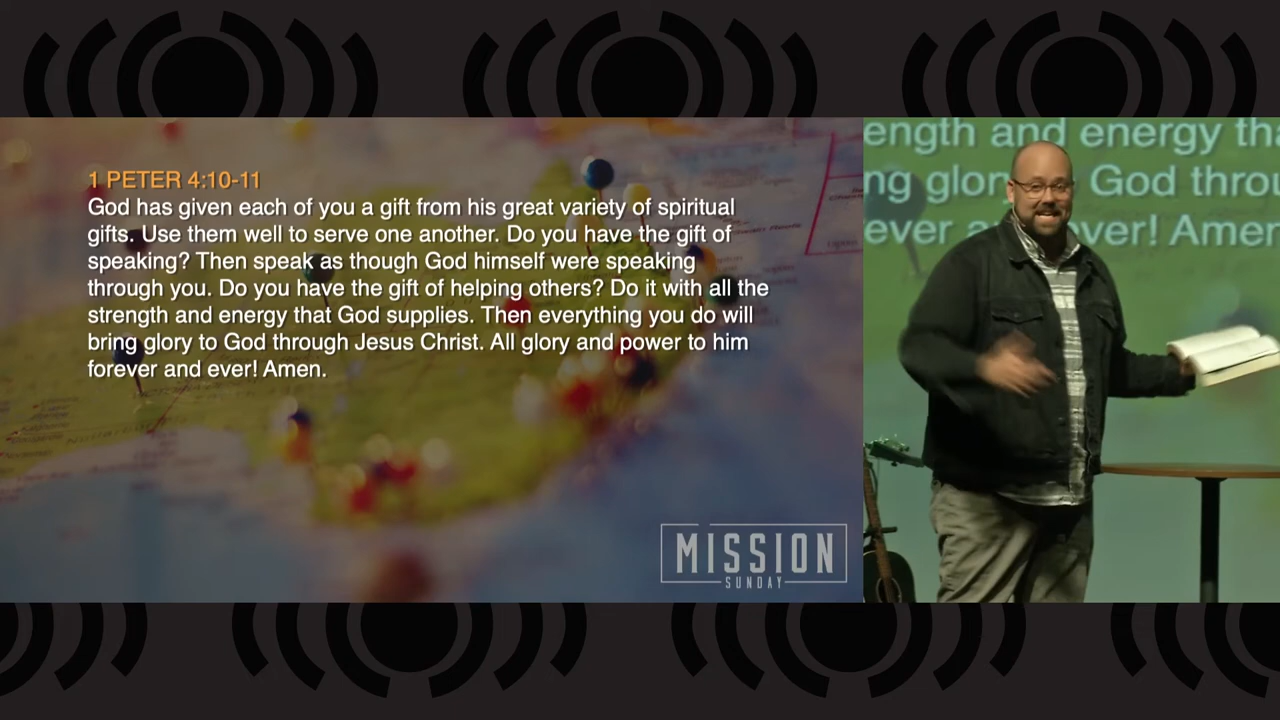 1 PETER 4:10-11
God has given each of you a gift from his great variety of spiritual
gifts. Use them well to serve one another. Do you have the gift of
speaking? Then speak as though God himself were speaking
through you. Do you have the gift of helping others? Do it with all the
strength and energy that God supplies. Then everything you do will
bring glory to God through Jesus Christ. All glory and power to him
forever and ever! Amen.
MISSION
SUNDAY
ength and energy tha
ng glor God throu
ever a ever! Amen